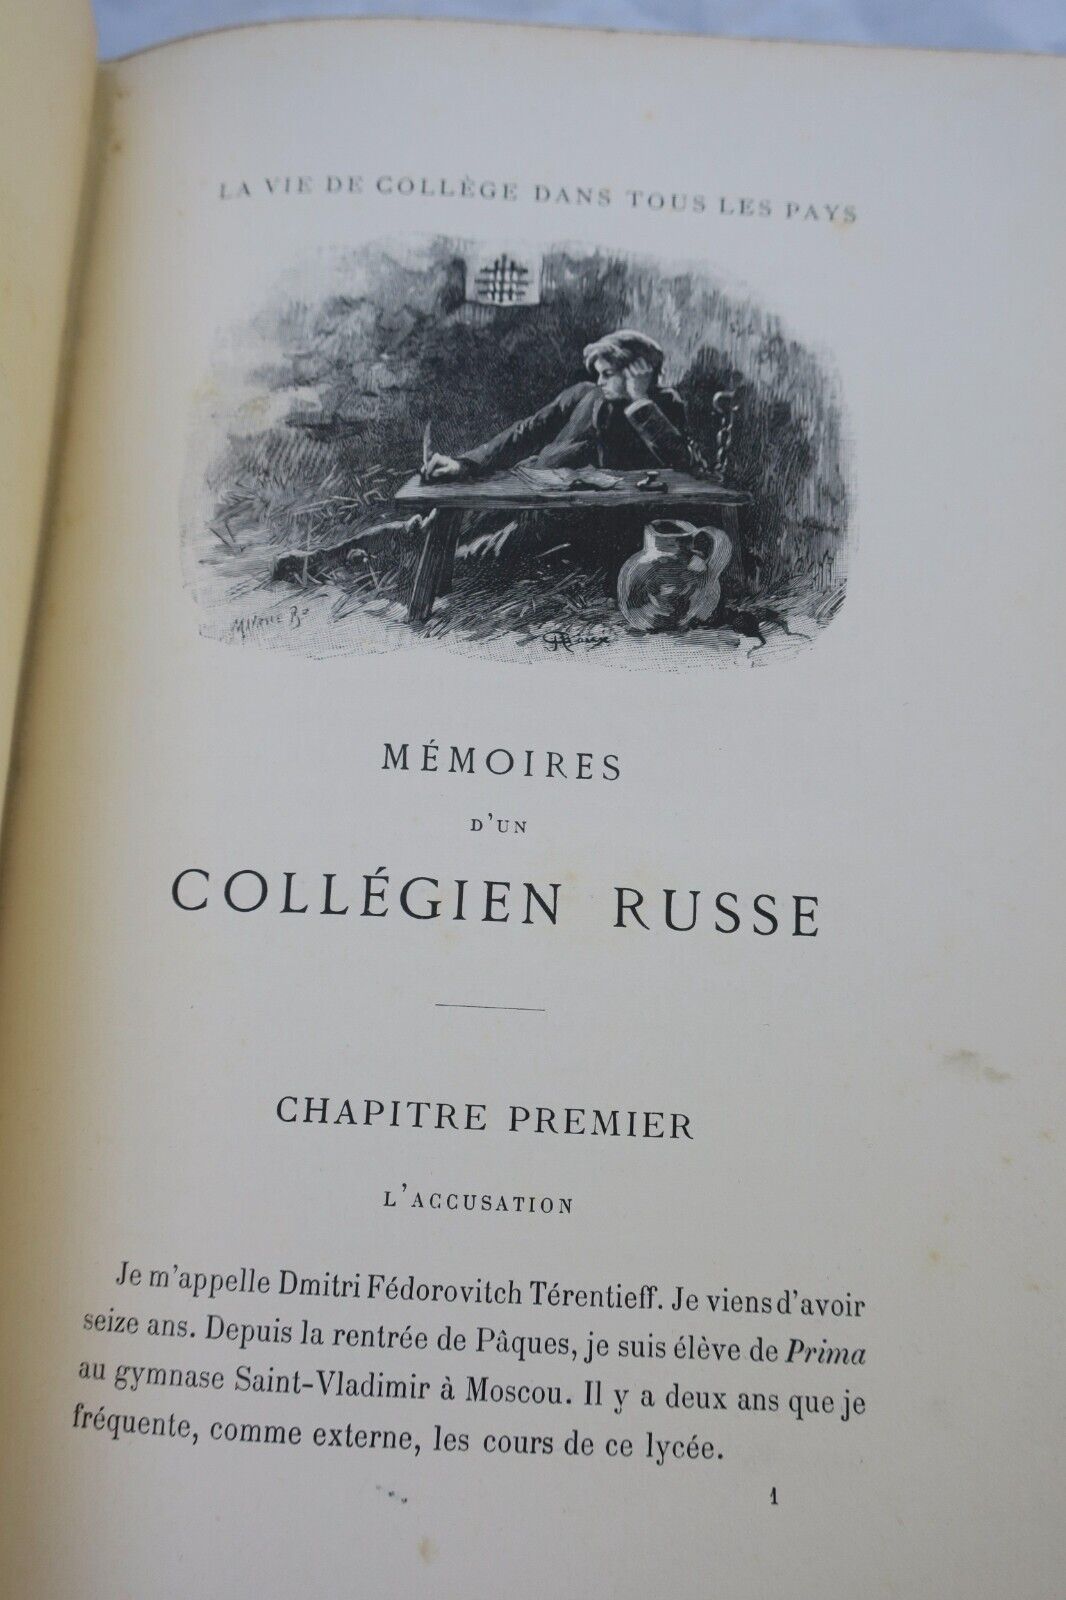 LA VIE DE COLLÈGE DANS TOUS LES PAYS
MÉMOIRES
D'UN
COLLÉGIEN RUSSE
CHAPITRE PREMIER
L'ACCUSATION
Je m'appelle Dmitri Fédorovitch Térentieff. Je viens d'avoir
seize ans. Depuis la rentrée de Pâques, je suis élève de Prima
au gymnase Saint-Vladimir à Moscou. Il y a deux ans que je
fréquente, comme externe, les cours de ce lycée.
1